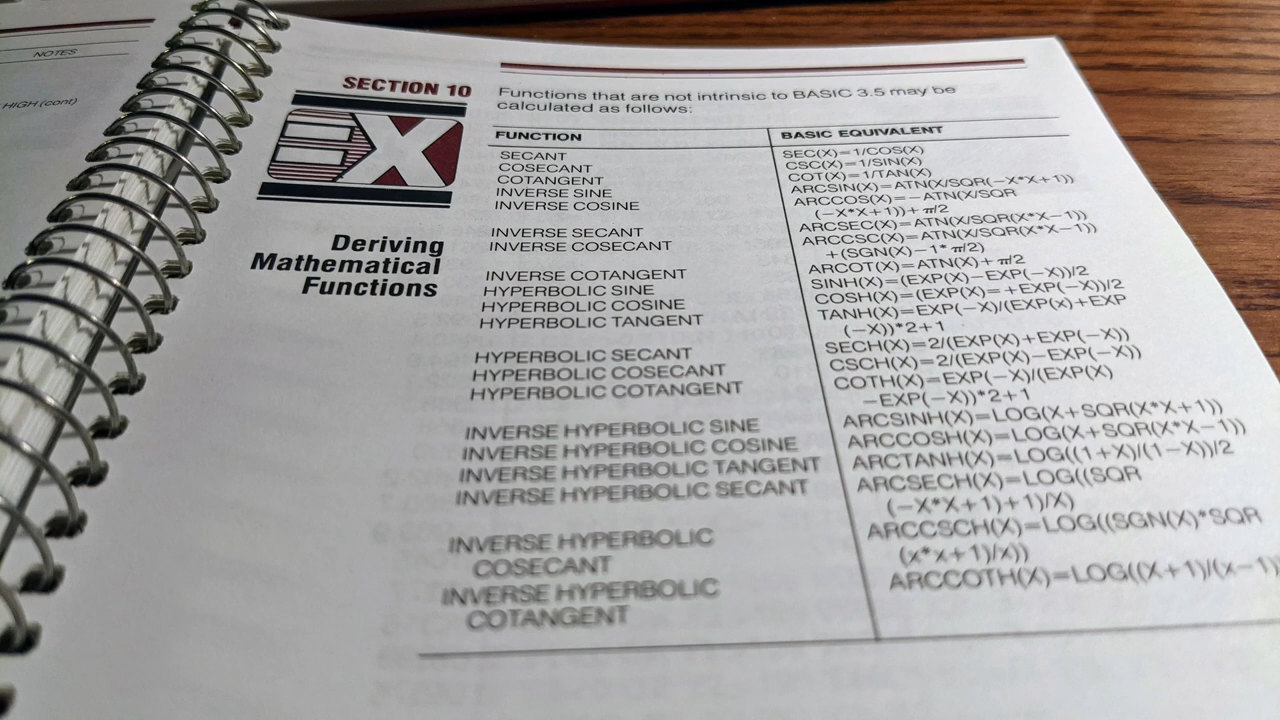 NOTES
HIGH (cont)
SECTION 10
EX
Deriving
Mathematical
Functions
Functions that are not intrinsic to BASIC 3.5 may be
calculated as follows:
FUNCTION BASIC EQUIVALENT
SECANT SEC(X)=1/COS(X)
COSECANT CSC(X)=1/SIN(X)
COTANGENT COT(X)=1/TAN(X)
INVERSE SINE ARCSIN(X)=ATN(X/SQR(-X*X+1))
INVERSE COSINE ARCCOS(X)=-ATN(X/SQR
(-X*X+1))+π/2
INVERSE SECANT ARCSEC(X)=ATN(X/SQR(X*X-1))
INVERSE COSECANT ARCCSC(X)=ATN(X/SQR(X*X-1))
+(SGN(X)-1*π/2)
INVERSE COTANGENT ARCOT(X)=ATN(X)+π/2
HYPERBOLIC SINE SINH(X)=(EXP(X)-EXP(-X))/2
HYPERBOLIC COSINE COSH(X)=(EXP(X)=+EXP(-X))/2
HYPERBOLIC TANGENT TANH(X)=EXP(-X)/(EXP(x)+EXP
(-X))*2+1
HYPERBOLIC SECANT SECH(X)=2/(EXP(X)+EXP(-X))
HYPERBOLIC COSECANT CSCH(X)=2/(EXP(X)-EXP(-X))
HYPERBOLIC COTANGENT COTH(X)=EXP(-X)/(EXP(X)
-EXP(-X))*2+1
INVERSE HYPERBOLIC SINE ARCSINH(X)=LOG(X+SQR(X*X+1))
INVERSE HYPERBOLIC COSINE ARCCOSH(X)=LOG(X+SQR(X*X-1))
INVERSE HYPERBOLIC TANGENT ARCTANH(X)=LOG((1+X)/(1-X))/2
INVERSE HYPERBOLIC SECANT ARCSECH(X)=LOG((SQR
(-X*X+1)+1)/X)
INVERSE HYPERBOLIC ARCCSCH(X)=LOG((SGN(X)*SQR
COSECANT (x*x+1)/x))
INVERSE HYPERBOLIC ARCCOTH(X)=LOG((X+1)/(x-1))
COTANGENT